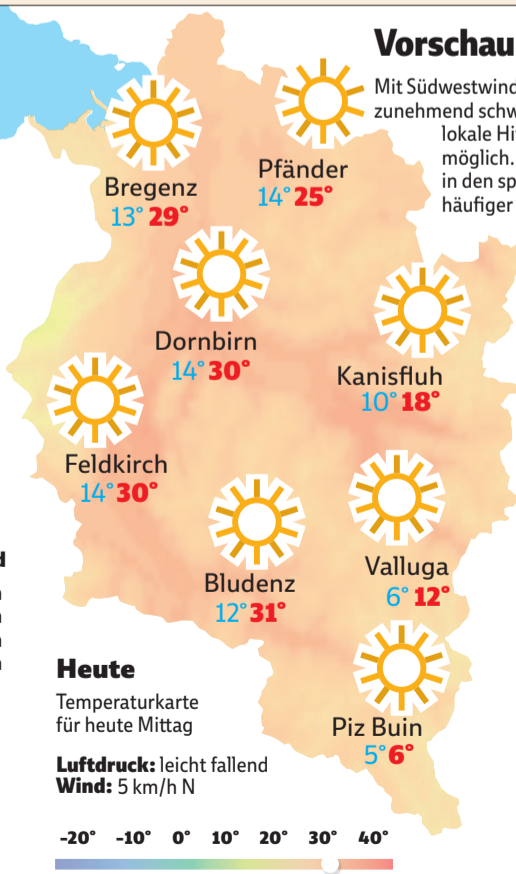 Vorschau
Mit Südwestwind
zunehmend schw
lokale Hi
möglich.
in den sp
häufiger
Bregenz
13° 29°
Pfänder
14° 25°
Dornbirn
14° 30°
Kanisfluh
10° 18°
Feldkirch
14° 30°
Bludenz
12° 31°
Valluga
6° 12°
Piz Buin
5° 6°
d
Heute
Temperaturkarte
für heute Mittag
Luftdruck: leicht fallend
Wind: 5 km/h N
-20° -10° 0° 10° 20° 30° 40°